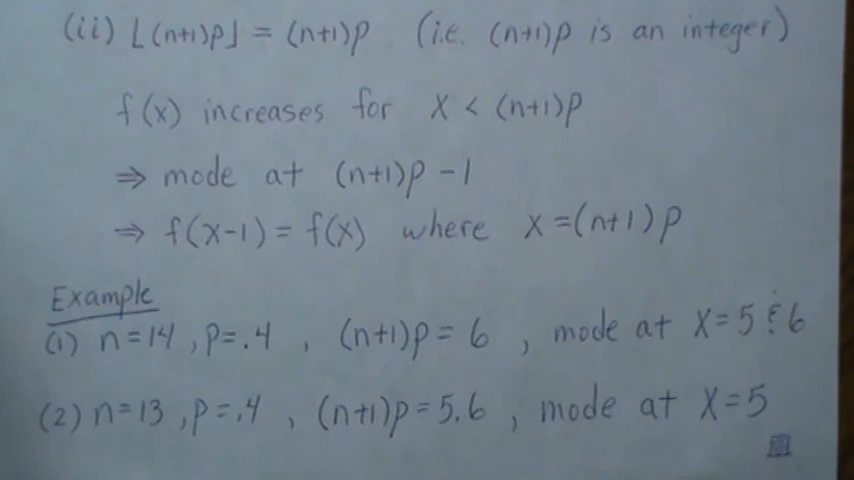 (ii) ⌊(n+1)p⌋ = (n+1)p (i.e. (n+1)p is an integer)
f(x) increases for x < (n+1)p
⇒ mode at (n+1)p - 1
⇒ f(x-1) = f(x) where x = (n+1)p
Example
(1) n=14, p=.4, (n+1)p = 6, mode at x = 5 & 6
(2) n=13, p=.4, (n+1)p = 5.6, mode at x = 5